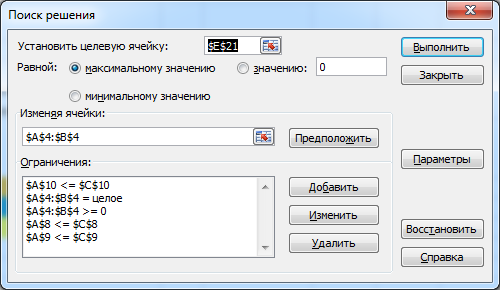 Поиск решения
Установить целевую ячейку: $E$21 Выполнить
Равной: максимальному значению значению: 0 Закрыть
минимальному значению
Изменяя ячейки:
$A$4:$B$4 Предположить
Ограничения: Параметры
$A$10 <= $C$10 Добавить
$A$4:$B$4 = целое
$A$4:$B$4 >= 0 Изменить
$A$8 <= $C$8 Восстановить
$A$9 <= $C$9 Удалить
Справка